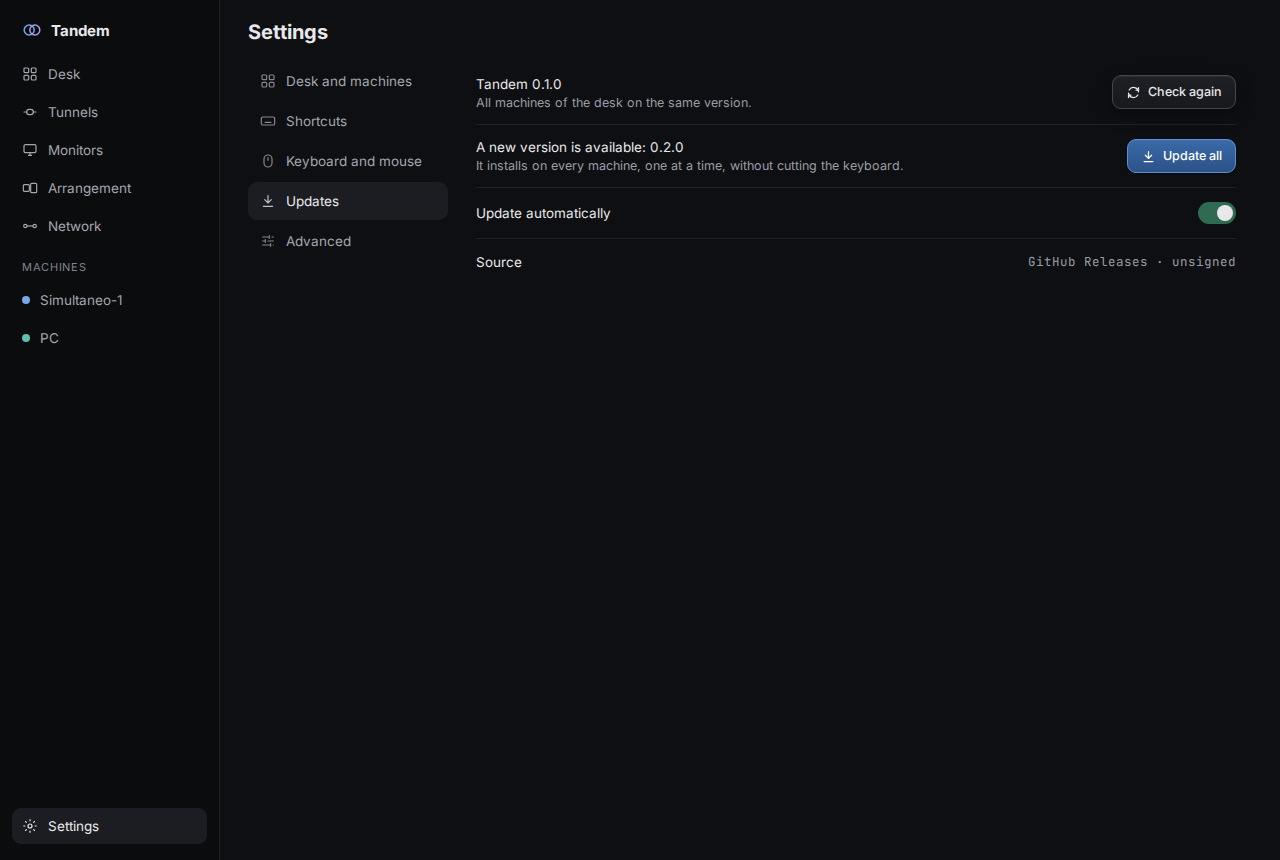 Tandem
Desk
Tunnels
Monitors
Arrangement
Network
MACHINES
Simultaneo-1
PC
Settings
Settings
Desk and machines
Shortcuts
Keyboard and mouse
Updates
Advanced
Tandem 0.1.0
All machines of the desk on the same version.
Check again
A new version is available: 0.2.0
It installs on every machine, one at a time, without cutting the keyboard.
Update all
Update automatically
Source
GitHub Releases · unsigned